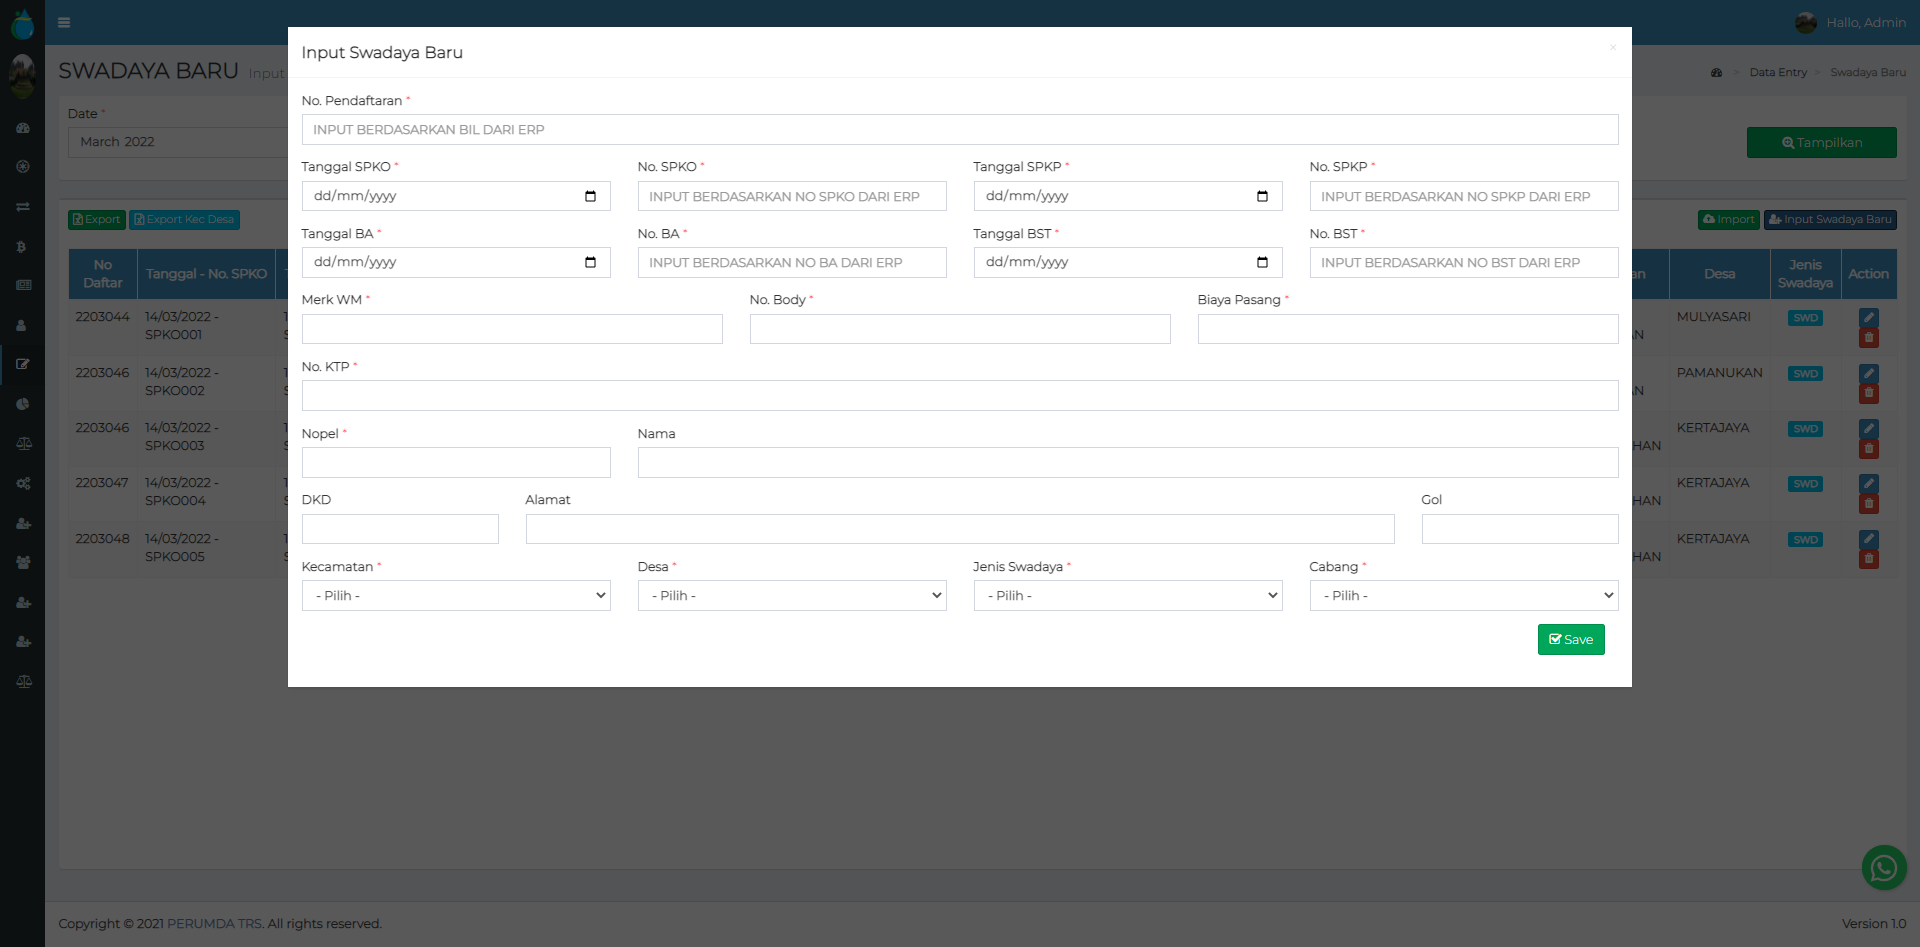 Hallo, Admin
Input Swadaya Baru
×
SWADAYA BARU Input
> Data Entry > Swadaya Baru
Date *
March 2022
Tampilkan
No. Pendaftaran *
INPUT BERDASARKAN BIL DARI ERP
Tanggal SPKO * No. SPKO * Tanggal SPKP * No. SPKP *
dd/mm/yyyy INPUT BERDASARKAN NO SPKO DARI ERP dd/mm/yyyy INPUT BERDASARKAN NO SPKP DARI ERP
Export Export Kec Desa Import Input Swadaya Baru
Tanggal BA * No. BA * Tanggal BST * No. BST *
dd/mm/yyyy INPUT BERDASARKAN NO BA DARI ERP dd/mm/yyyy INPUT BERDASARKAN NO BST DARI ERP
Merk WM * No. Body * Biaya Pasang *
No. KTP *
Nopel * Nama
DKD Alamat Gol
Kecamatan * Desa * Jenis Swadaya * Cabang *
- Pilih - - Pilih - - Pilih - - Pilih -
Save
No Daftar Tanggal - No. SPKO Desa Jenis Swadaya Action
2203044 14/03/2022 - SPKO001 MULYASARI SWD
2203046 14/03/2022 - SPKO002 PAMANUKAN SWD
2203046 14/03/2022 - SPKO003 HAN KERTAJAYA SWD
2203047 14/03/2022 - SPKO004 HAN KERTAJAYA SWD
2203048 14/03/2022 - SPKO005 HAN KERTAJAYA SWD
Copyright © 2021 PERUMDA TRS. All rights reserved.
Version 1.0